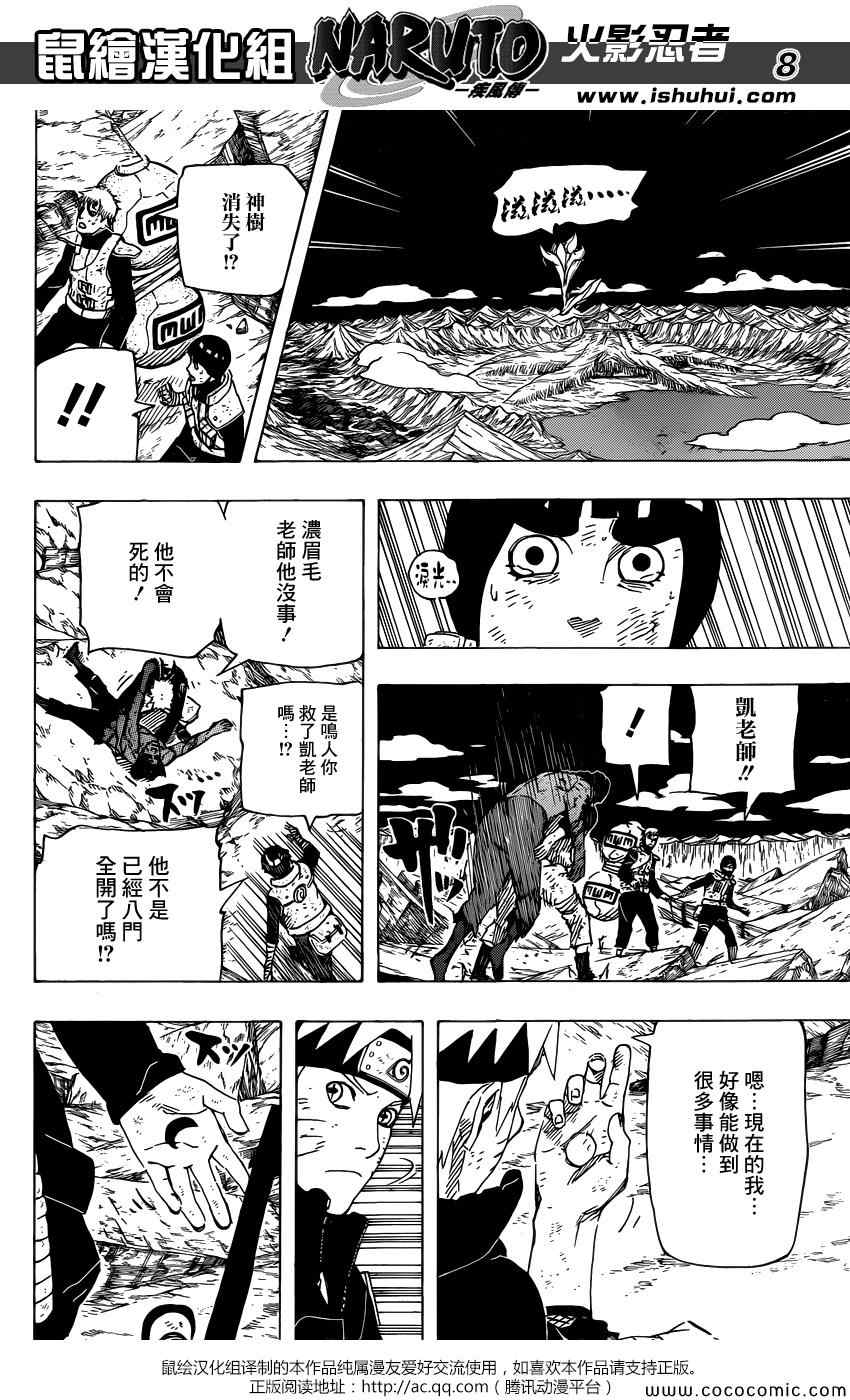 鼠繪漢化組
NARUTO
-疾風傳-
火影忍者
8
www.ishuhui.com
滋,滋,滋,……
神樹
消失了!?
!!
淚光…
凱老師!!
!
濃眉毛
老師他沒事!
他不會
死的!
是鳴人你
救了凱老師
嗎…!?
他不是
已經八門
全開了嗎!?
嗯…現在的我…
好像能做到
很多事情…
鼠绘汉化组译制的本作品纯属漫友爱好交流使用，如喜欢本作品请支持正版。
正版阅读地址：http://ac.qq.com（腾讯动漫平台）
www.cococomic.com